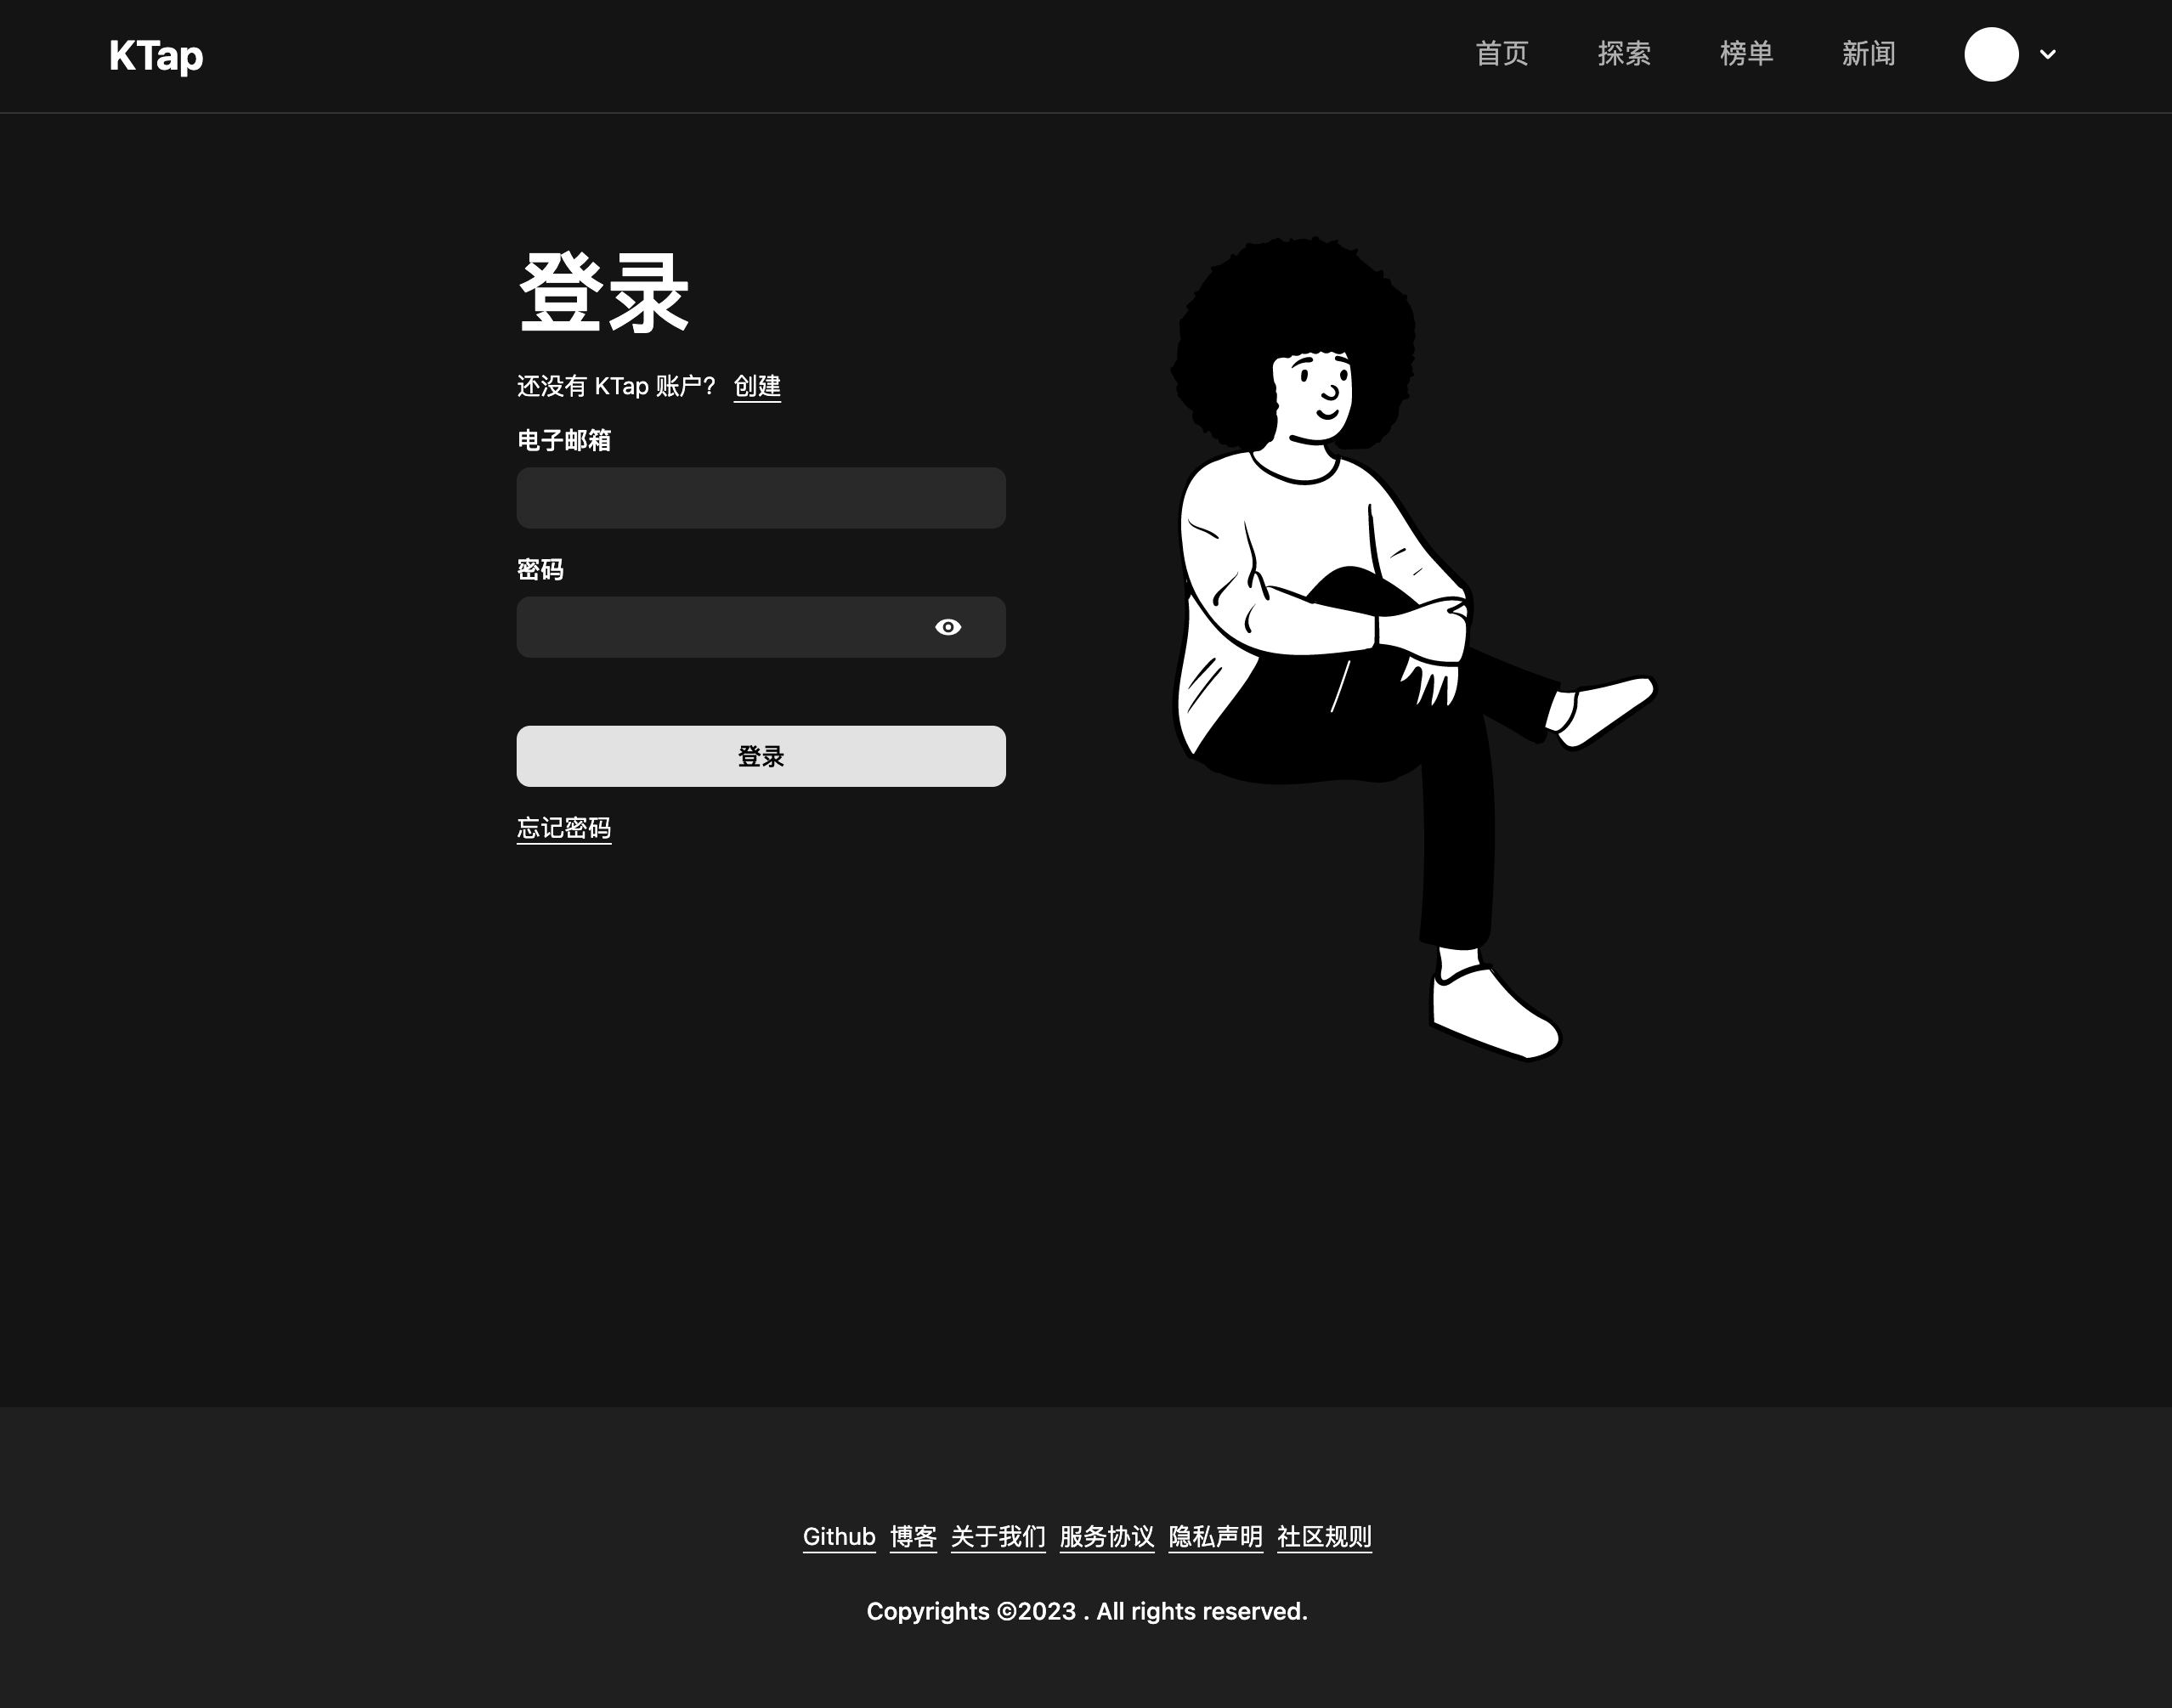 KTap
首页 探索 榜单 新闻
登录
还没有 KTap 账户？ 创建
电子邮箱
密码
登录
忘记密码
Github 博客 关于我们 服务协议 隐私声明 社区规则
Copyrights ©2023 . All rights reserved.